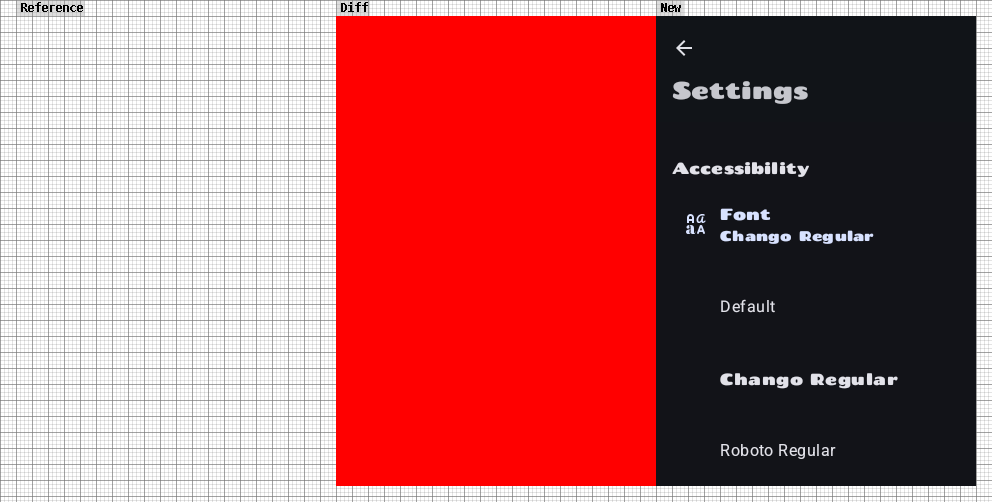 Reference
Diff
New
Settings
Accessibility
Font
Chango Regular
Default
Chango Regular
Roboto Regular